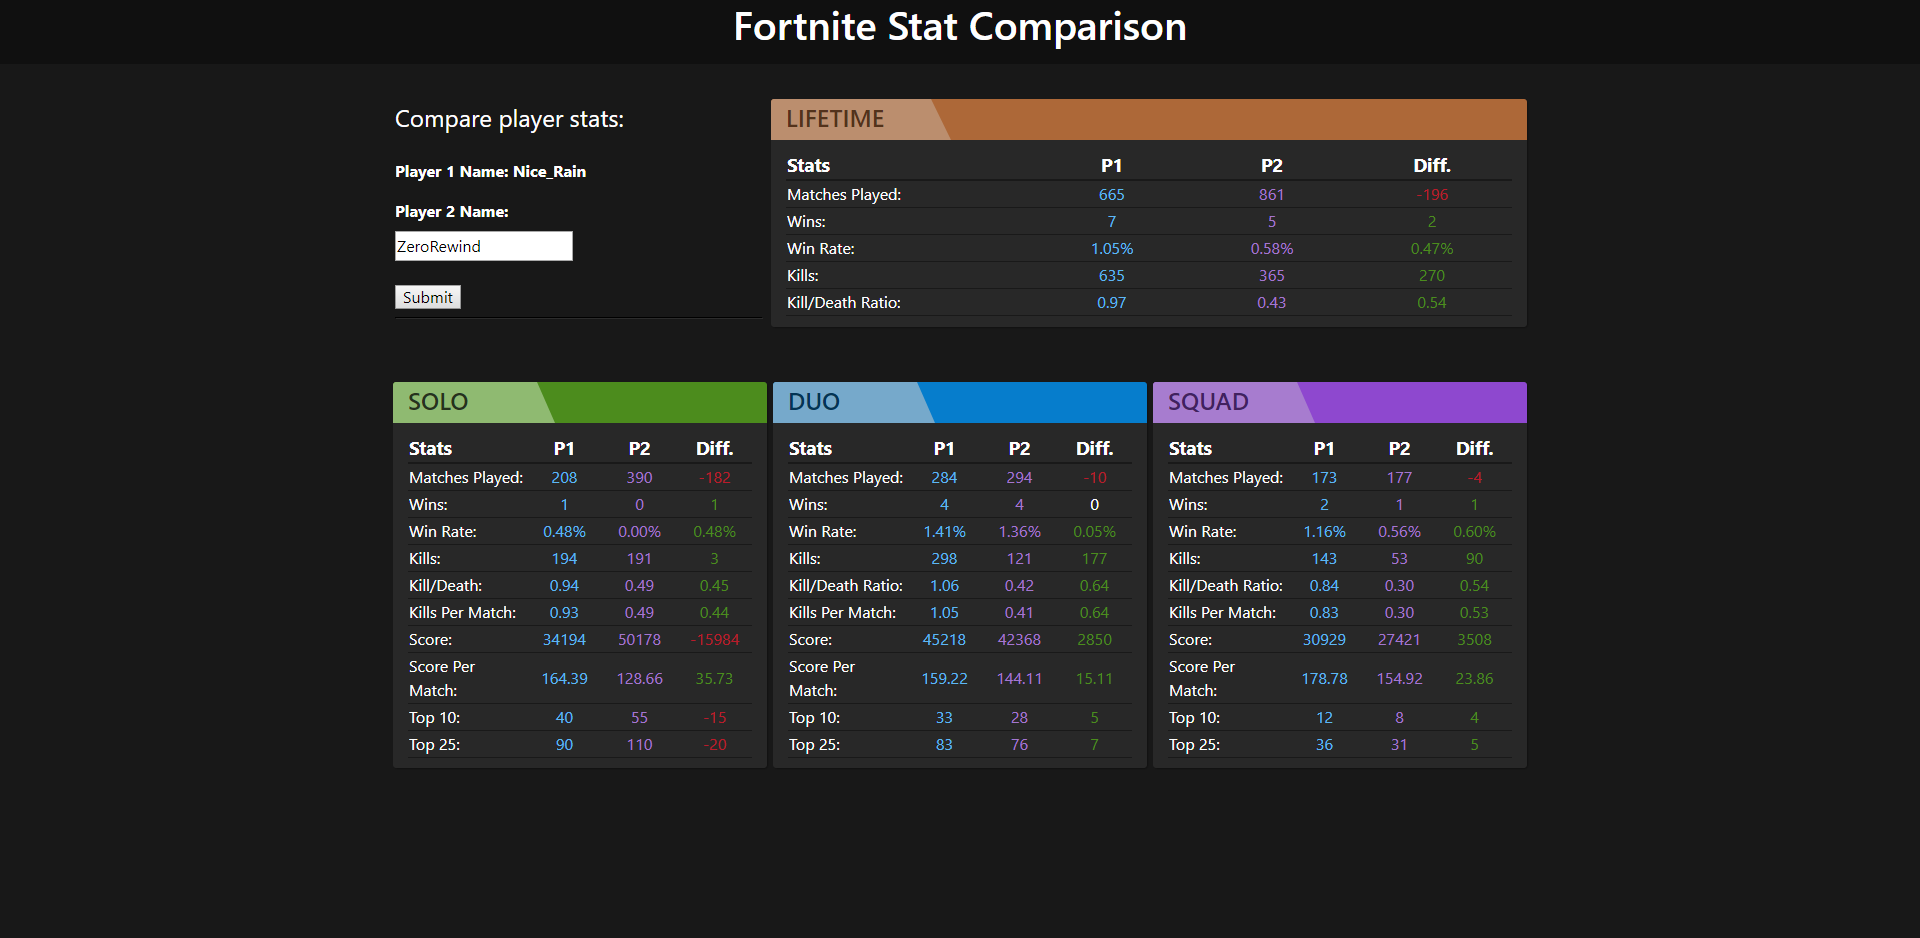 Fortnite Stat Comparison
Compare player stats:
Player 1 Name: Nice_Rain
Player 2 Name:
ZeroRewind
Submit
LIFETIME
Stats P1 P2 Diff.
Matches Played: 665 861 -196
Wins: 7 5 2
Win Rate: 1.05% 0.58% 0.47%
Kills: 635 365 270
Kill/Death Ratio: 0.97 0.43 0.54
SOLO
Stats P1 P2 Diff.
Matches Played: 208 390 -182
Wins: 1 0 1
Win Rate: 0.48% 0.00% 0.48%
Kills: 194 191 3
Kill/Death: 0.94 0.49 0.45
Kills Per Match: 0.93 0.49 0.44
Score: 34194 50178 -15984
Score Per
Match: 164.39 128.66 35.73
Top 10: 40 55 -15
Top 25: 90 110 -20
DUO
Stats P1 P2 Diff.
Matches Played: 284 294 -10
Wins: 4 4 0
Win Rate: 1.41% 1.36% 0.05%
Kills: 298 121 177
Kill/Death Ratio: 1.06 0.42 0.64
Kills Per Match: 1.05 0.41 0.64
Score: 45218 42368 2850
Score Per
Match: 159.22 144.11 15.11
Top 10: 33 28 5
Top 25: 83 76 7
SQUAD
Stats P1 P2 Diff.
Matches Played: 173 177 -4
Wins: 2 1 1
Win Rate: 1.16% 0.56% 0.60%
Kills: 143 53 90
Kill/Death Ratio: 0.84 0.30 0.54
Kills Per Match: 0.83 0.30 0.53
Score: 30929 27421 3508
Score Per
Match: 178.78 154.92 23.86
Top 10: 12 8 4
Top 25: 36 31 5